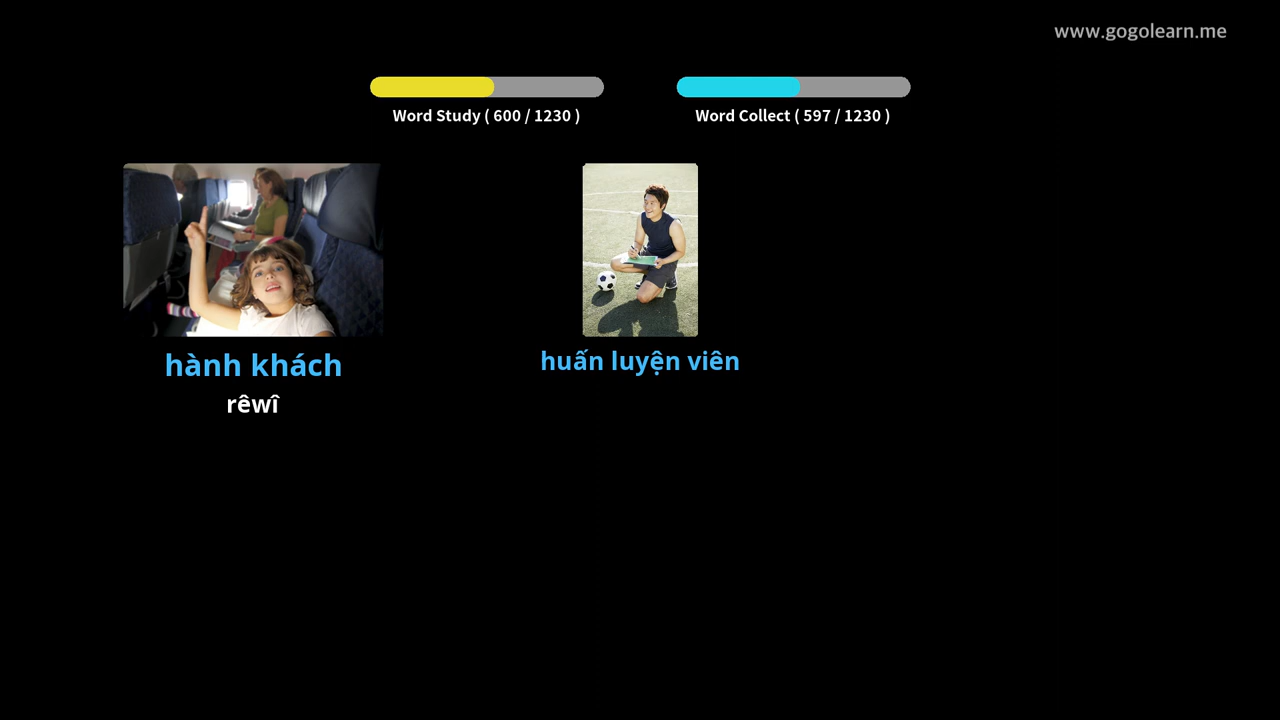 www.gogolearn.me
Word Study ( 600 / 1230 )
Word Collect ( 597 / 1230 )
hành khách
rêwî
huấn luyện viên